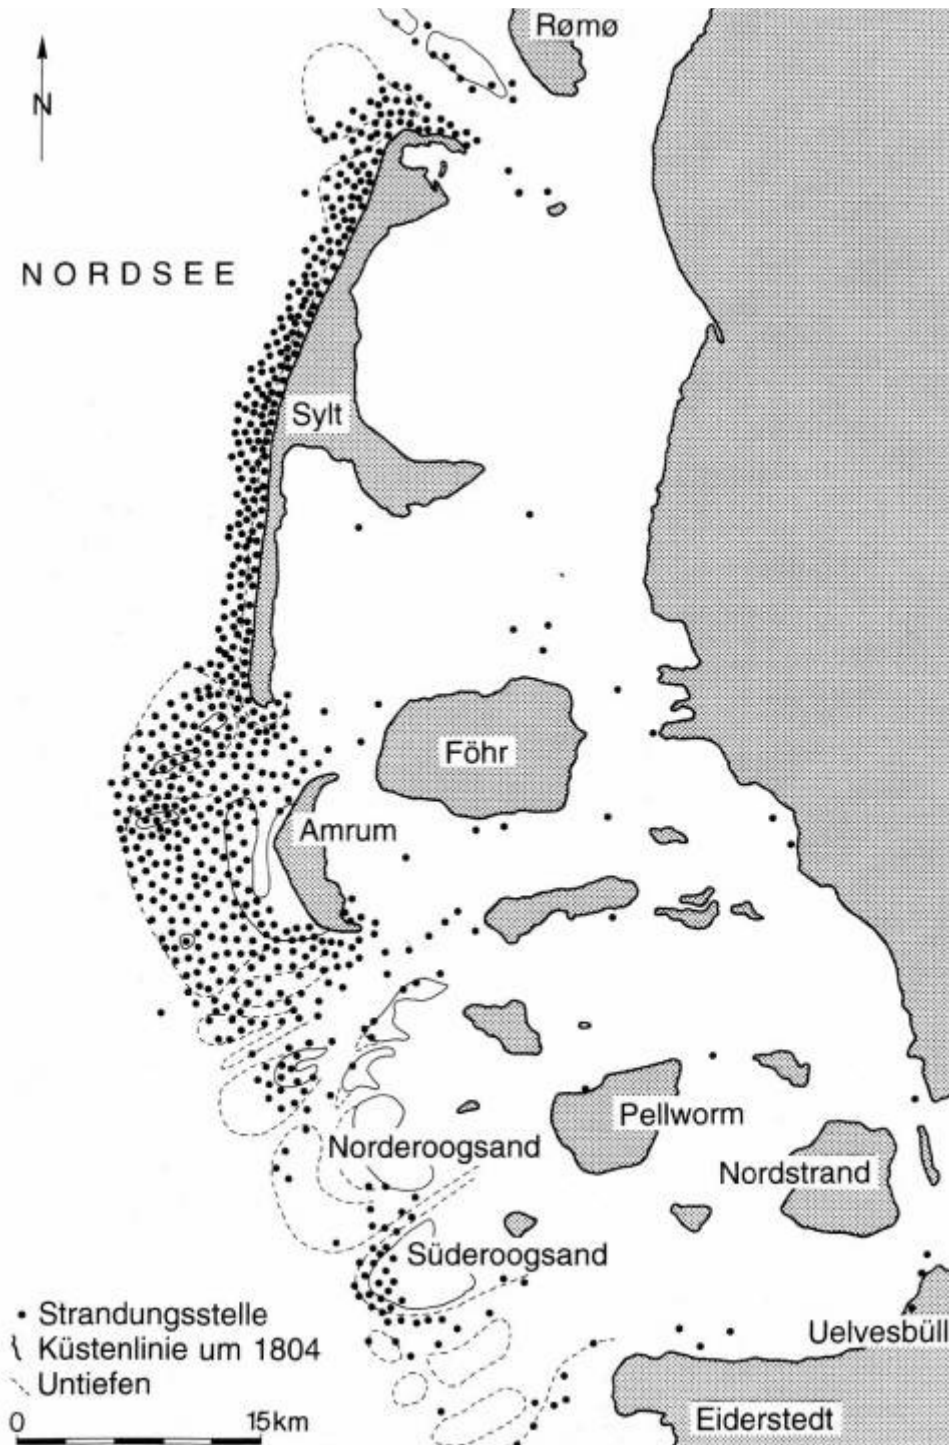 Rømø
N
NORDSEE
Sylt
Föhr
Amrum
Pellworm
Norderoogsand
Nordstrand
Süderoogsand
Strandungsstelle
Küstenlinie um 1804
Untiefen
0 15km
Uelvesbüll
Eiderstedt